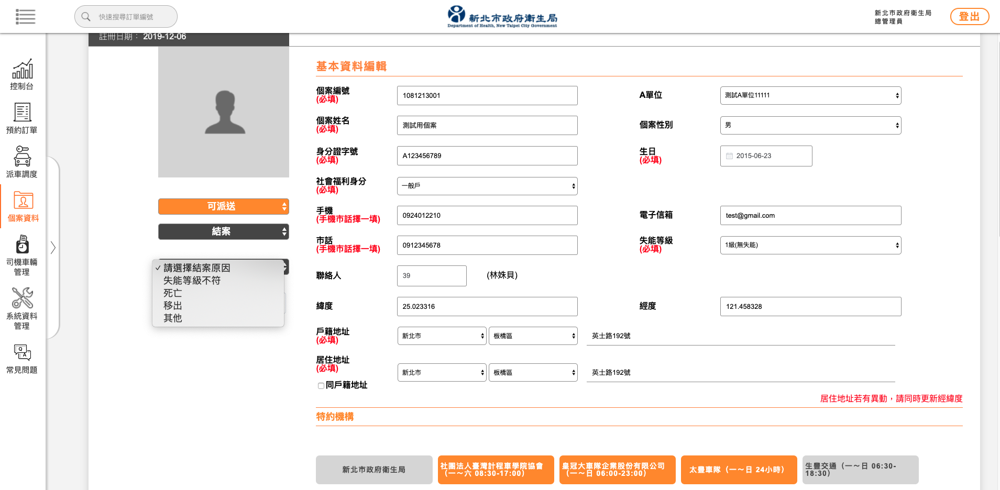 快速搜尋訂單編號
新北市政府衛生局
Department of Health, New Taipei City Government
新北市政府衛生局
總管理員
登出
註冊日期： 2019-12-06
控制台
預約訂單
派車調度
個案資料
司機車輛
管理
系統資料
管理
常見問題
可派送
結案
✓ 請選擇結案原因
失能等級不符
死亡
移出
其他
基本資料編輯
個案編號
(必填)
1081213001
A單位
測試A單位11111
個案姓名
(必填)
測試用個案
個案性別
男
身分證字號
(必填)
A123456789
生日
(必填)
2015-06-23
社會福利身分
(必填)
一般戶
手機
(手機市話擇一填)
0924012210
電子信箱
test@gmail.com
市話
(手機市話擇一填)
0912345678
失能等級
(必填)
1級(無失能)
聯絡人
39
(林姝貝)
緯度
25.023316
經度
121.458328
戶籍地址
(必填)
新北市
板橋區
英士路192號
居住地址
(必填)
新北市
板橋區
英士路192號
同戶籍地址
居住地址若有異動，請同時更新經緯度
特約機構
新北市政府衛生局
社團法人臺灣計程車學院協會
（一～六 08:30-17:00）
皇冠大車隊企業股份有限公司
（一～日 06:00-23:00）
太豐車隊（一～日 24小時）
生豐交通（一～日 06:30-
18:30）